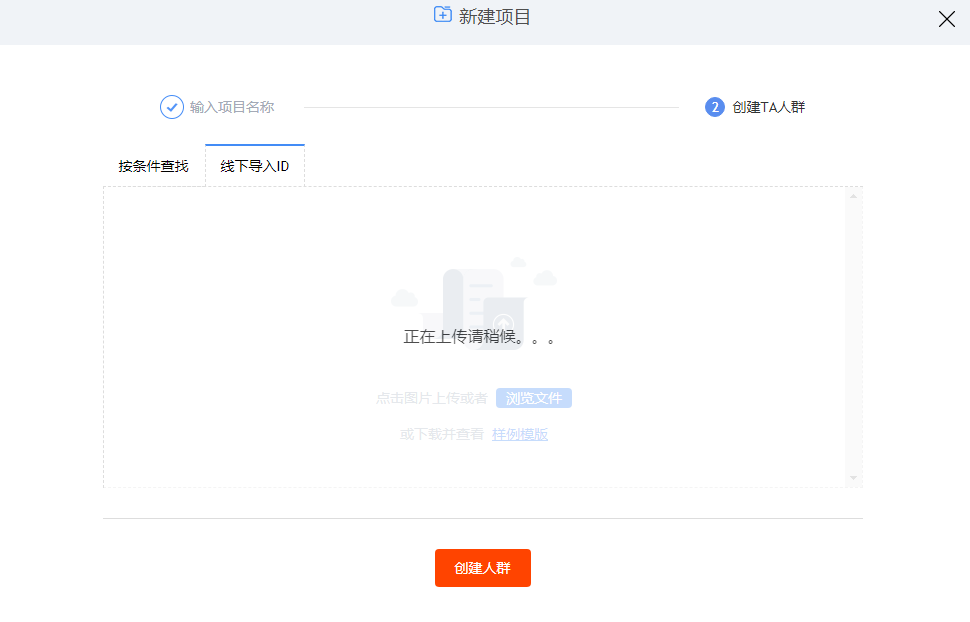 新建项目
输入项目名称
2 创建TA人群
按条件查找 线下导入ID
正在上传请稍候。。。
点击图片上传或者 浏览文件
或下载并查看 样例模版
创建人群